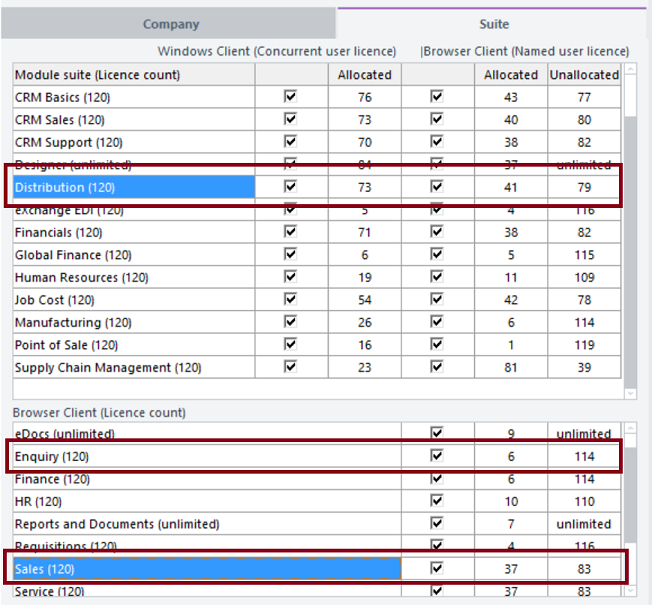 Company Suite
Windows Client (Concurrent user licence) |Browser Client (Named user licence)
Module suite (Licence count) Allocated Allocated Unallocated
CRM Basics (120) 76 43 77
CRM Sales (120) 73 40 80
CRM Support (120) 70 38 82
Designer (unlimited) 84 37 unlimited
Distribution (120) 73 41 79
eXchange EDI (120) 5 4 116
Financials (120) 71 38 82
Global Finance (120) 6 5 115
Human Resources (120) 19 11 109
Job Cost (120) 54 42 78
Manufacturing (120) 26 6 114
Point of Sale (120) 16 1 119
Supply Chain Management (120) 23 81 39
Browser Client (Licence count)
eDocs (unlimited) 9 unlimited
Enquiry (120) 6 114
Finance (120) 6 114
HR (120) 10 110
Reports and Documents (unlimited) 7 unlimited
Requisitions (120) 4 116
Sales (120) 37 83
Service (120) 37 83